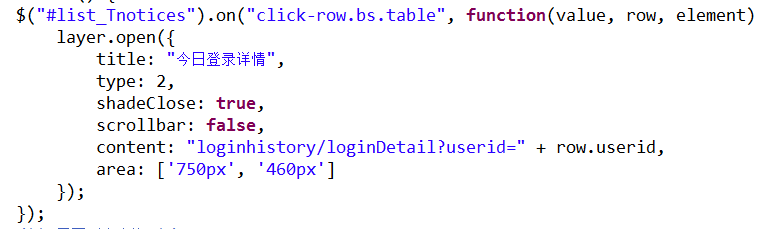 $("#list_Tnotices").on("click-row.bs.table", function(value, row, element)
layer.open({
title: "今日登录详情",
type: 2,
shadeClose: true,
scrollbar: false,
content: "loginhistory/loginDetail?userid=" + row.userid,
area: ['750px', '460px']
});
});